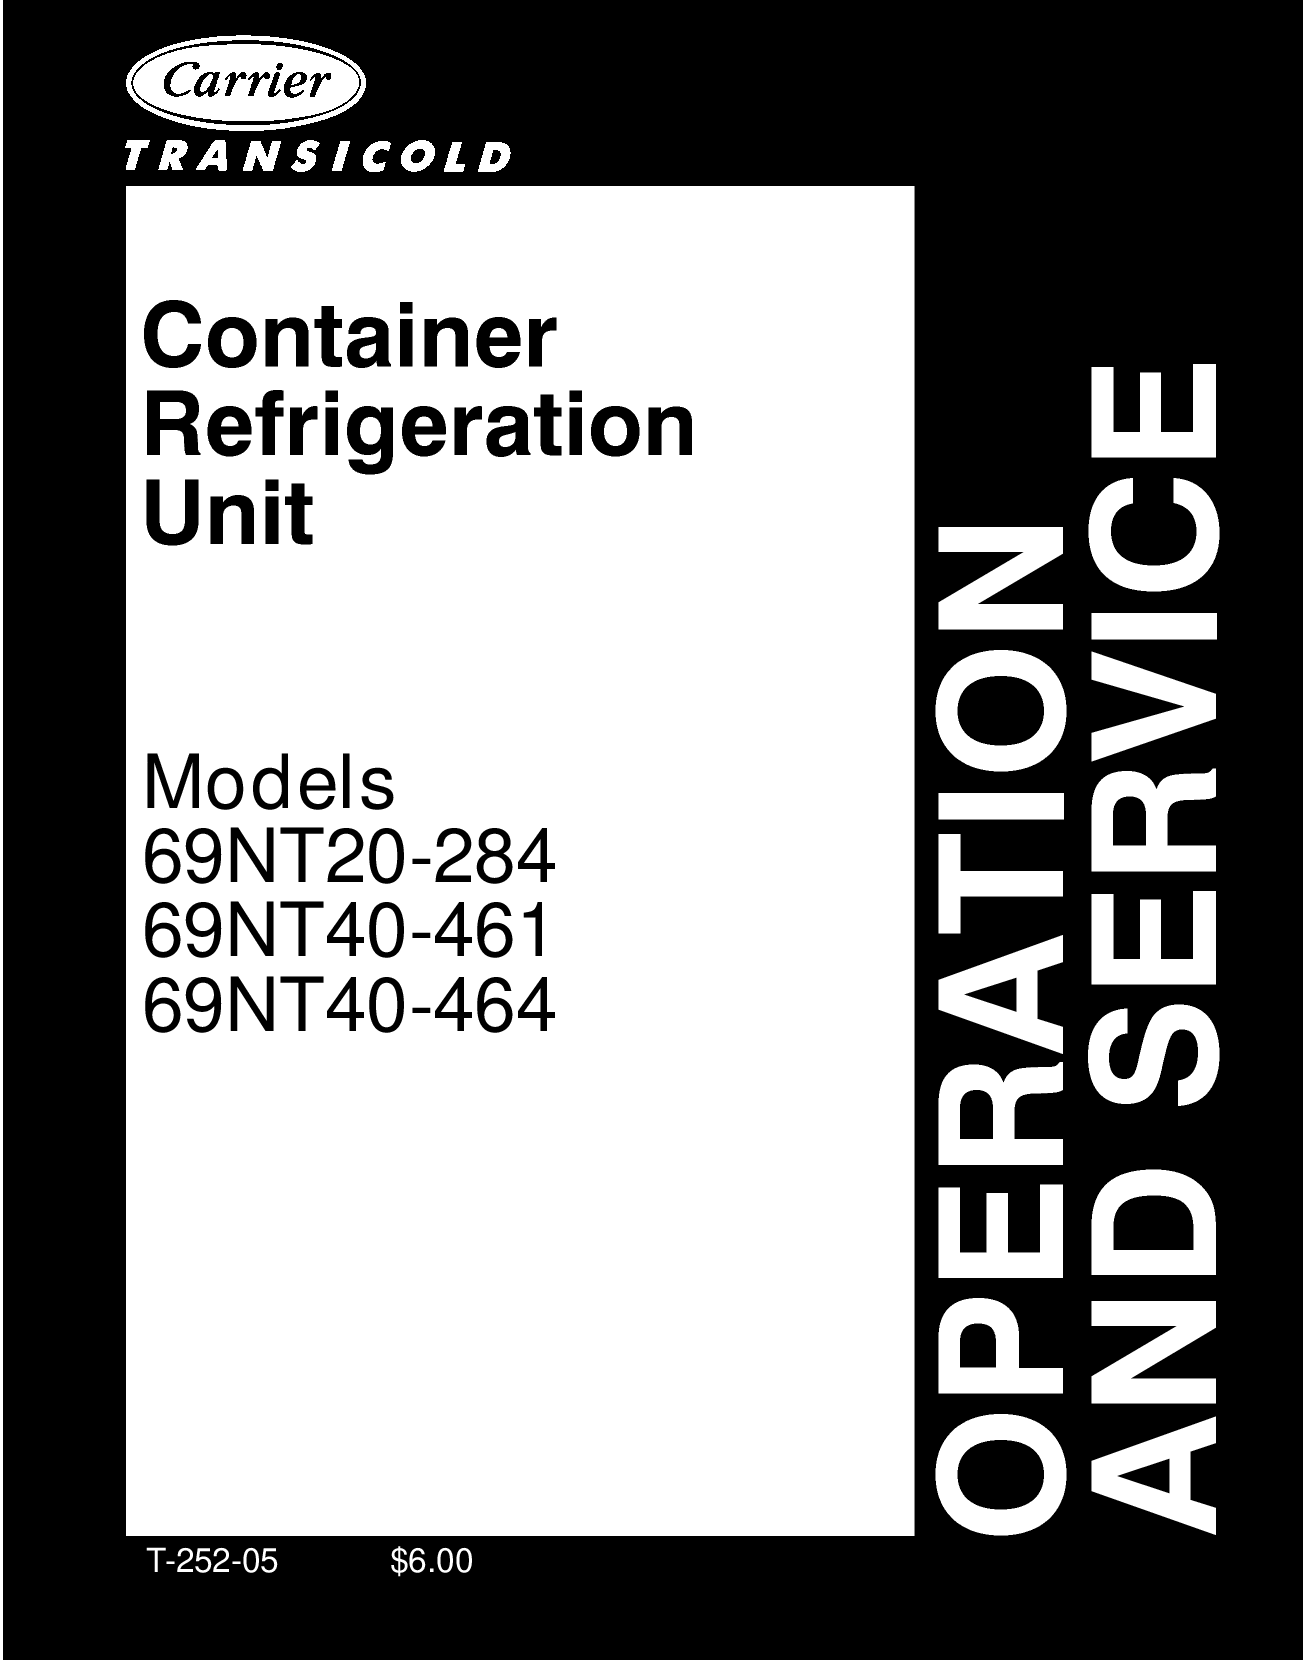 Carrier
TRANSICOLD
Container
Refrigeration
Unit
Models
69NT20-284
69NT40-461
69NT40-464
OPERATION
AND SERVICE
T-252-05 $6.00